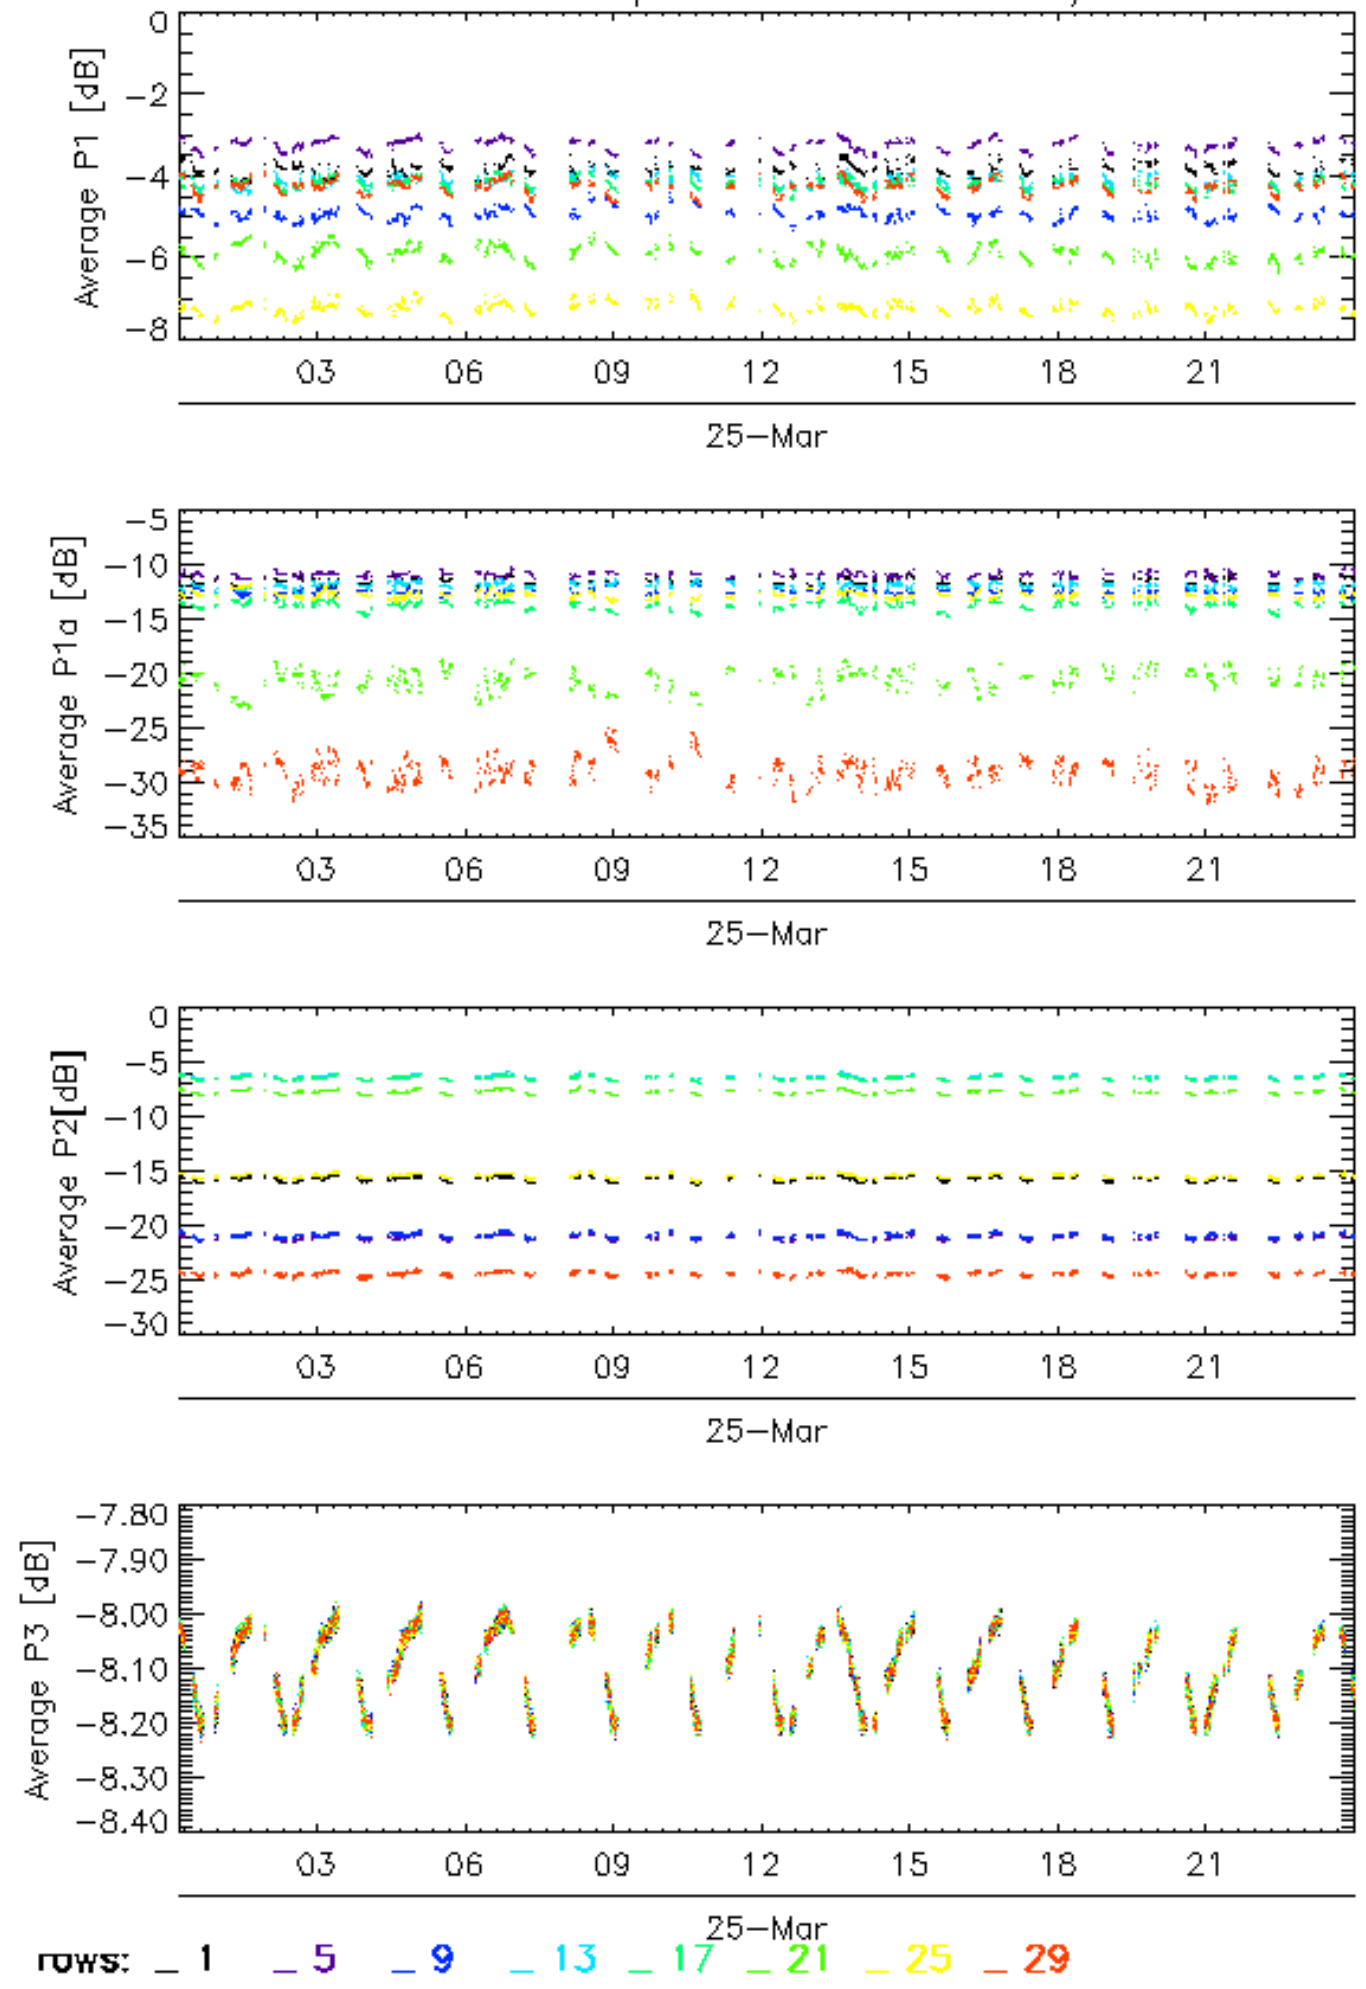 0
-2
-4
-6
-8
Average P1 [dB]
03 06 09 12 15 18 21
25-Mar
-5
-10
-15
-20
-25
-30
-35
Average P1a [dB]
03 06 09 12 15 18 21
25-Mar
0
-5
-10
-15
-20
-25
-30
Average P2[dB]
03 06 09 12 15 18 21
25-Mar
-7.80
-7.90
-8.00
-8.10
-8.20
-8.30
-8.40
Average P3 [dB]
03 06 09 12 15 18 21
25-Mar
rows: _ 1 _ 5 _ 9 _ 13 _ 17 _ 21 _ 25 _ 29